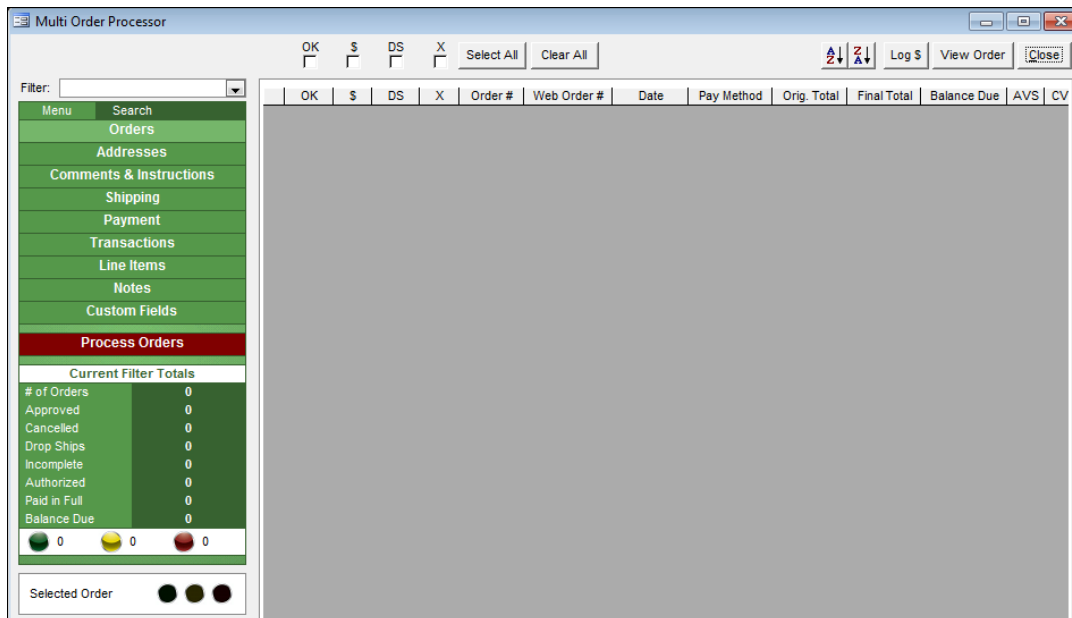 Multi Order Processor
OK $ DS X Select All Clear All A Z Z A Log $ View Order Close
Filter:
OK $ DS X Order # Web Order # Date Pay Method Orig. Total Final Total Balance Due AVS CV
Menu Search
Orders
Addresses
Comments & Instructions
Shipping
Payment
Transactions
Line Items
Notes
Custom Fields
Process Orders
Current Filter Totals
# of Orders 0
Approved 0
Cancelled 0
Drop Ships 0
Incomplete 0
Authorized 0
Paid in Full 0
Balance Due 0
0 0 0
Selected Order